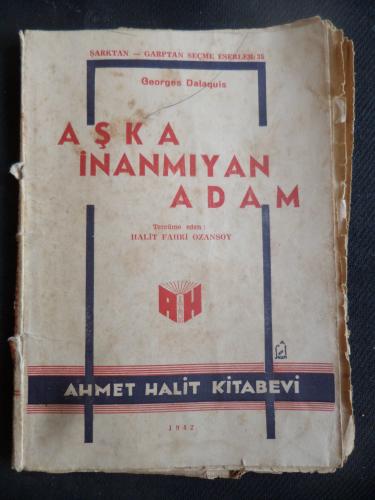 ŞARKTAN — GARPTAN SEÇME ESERLER: 35
Georges Dalaquis
AŞKA
İNANMIYAN
ADAM
Tercüme eden:
HALİT FAHRİ OZANSOY
AH
AHMET HALİT KİTABEVİ
1942